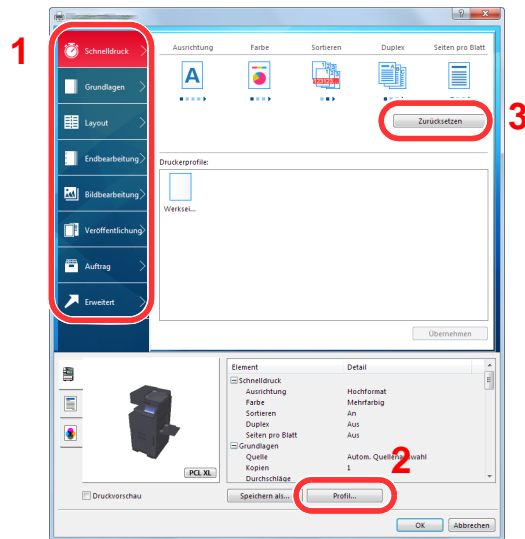 1
Schnelldruck
Grundlagen
Layout
Endbearbeitung
Bildbearbeitung
Veröffentlichung
Auftrag
Erweitert
Ausrichtung Farbe Sortieren Duplex Seiten pro Blatt
A
123123
Zurücksetzen
3
Druckerprofile:
Werksei...
Übernehmen
Element Detail
Schnelldruck
Ausrichtung Hochformat
Farbe Mehrfarbig
Sortieren An
Duplex Aus
Seiten pro Blatt Aus
Grundlagen
Quelle Autom. Quellenauswahl
Kopien 1
Durchschläge
2
PCL XL
Druckvorschau
Speichern als... Profil...
OK Abbrechen